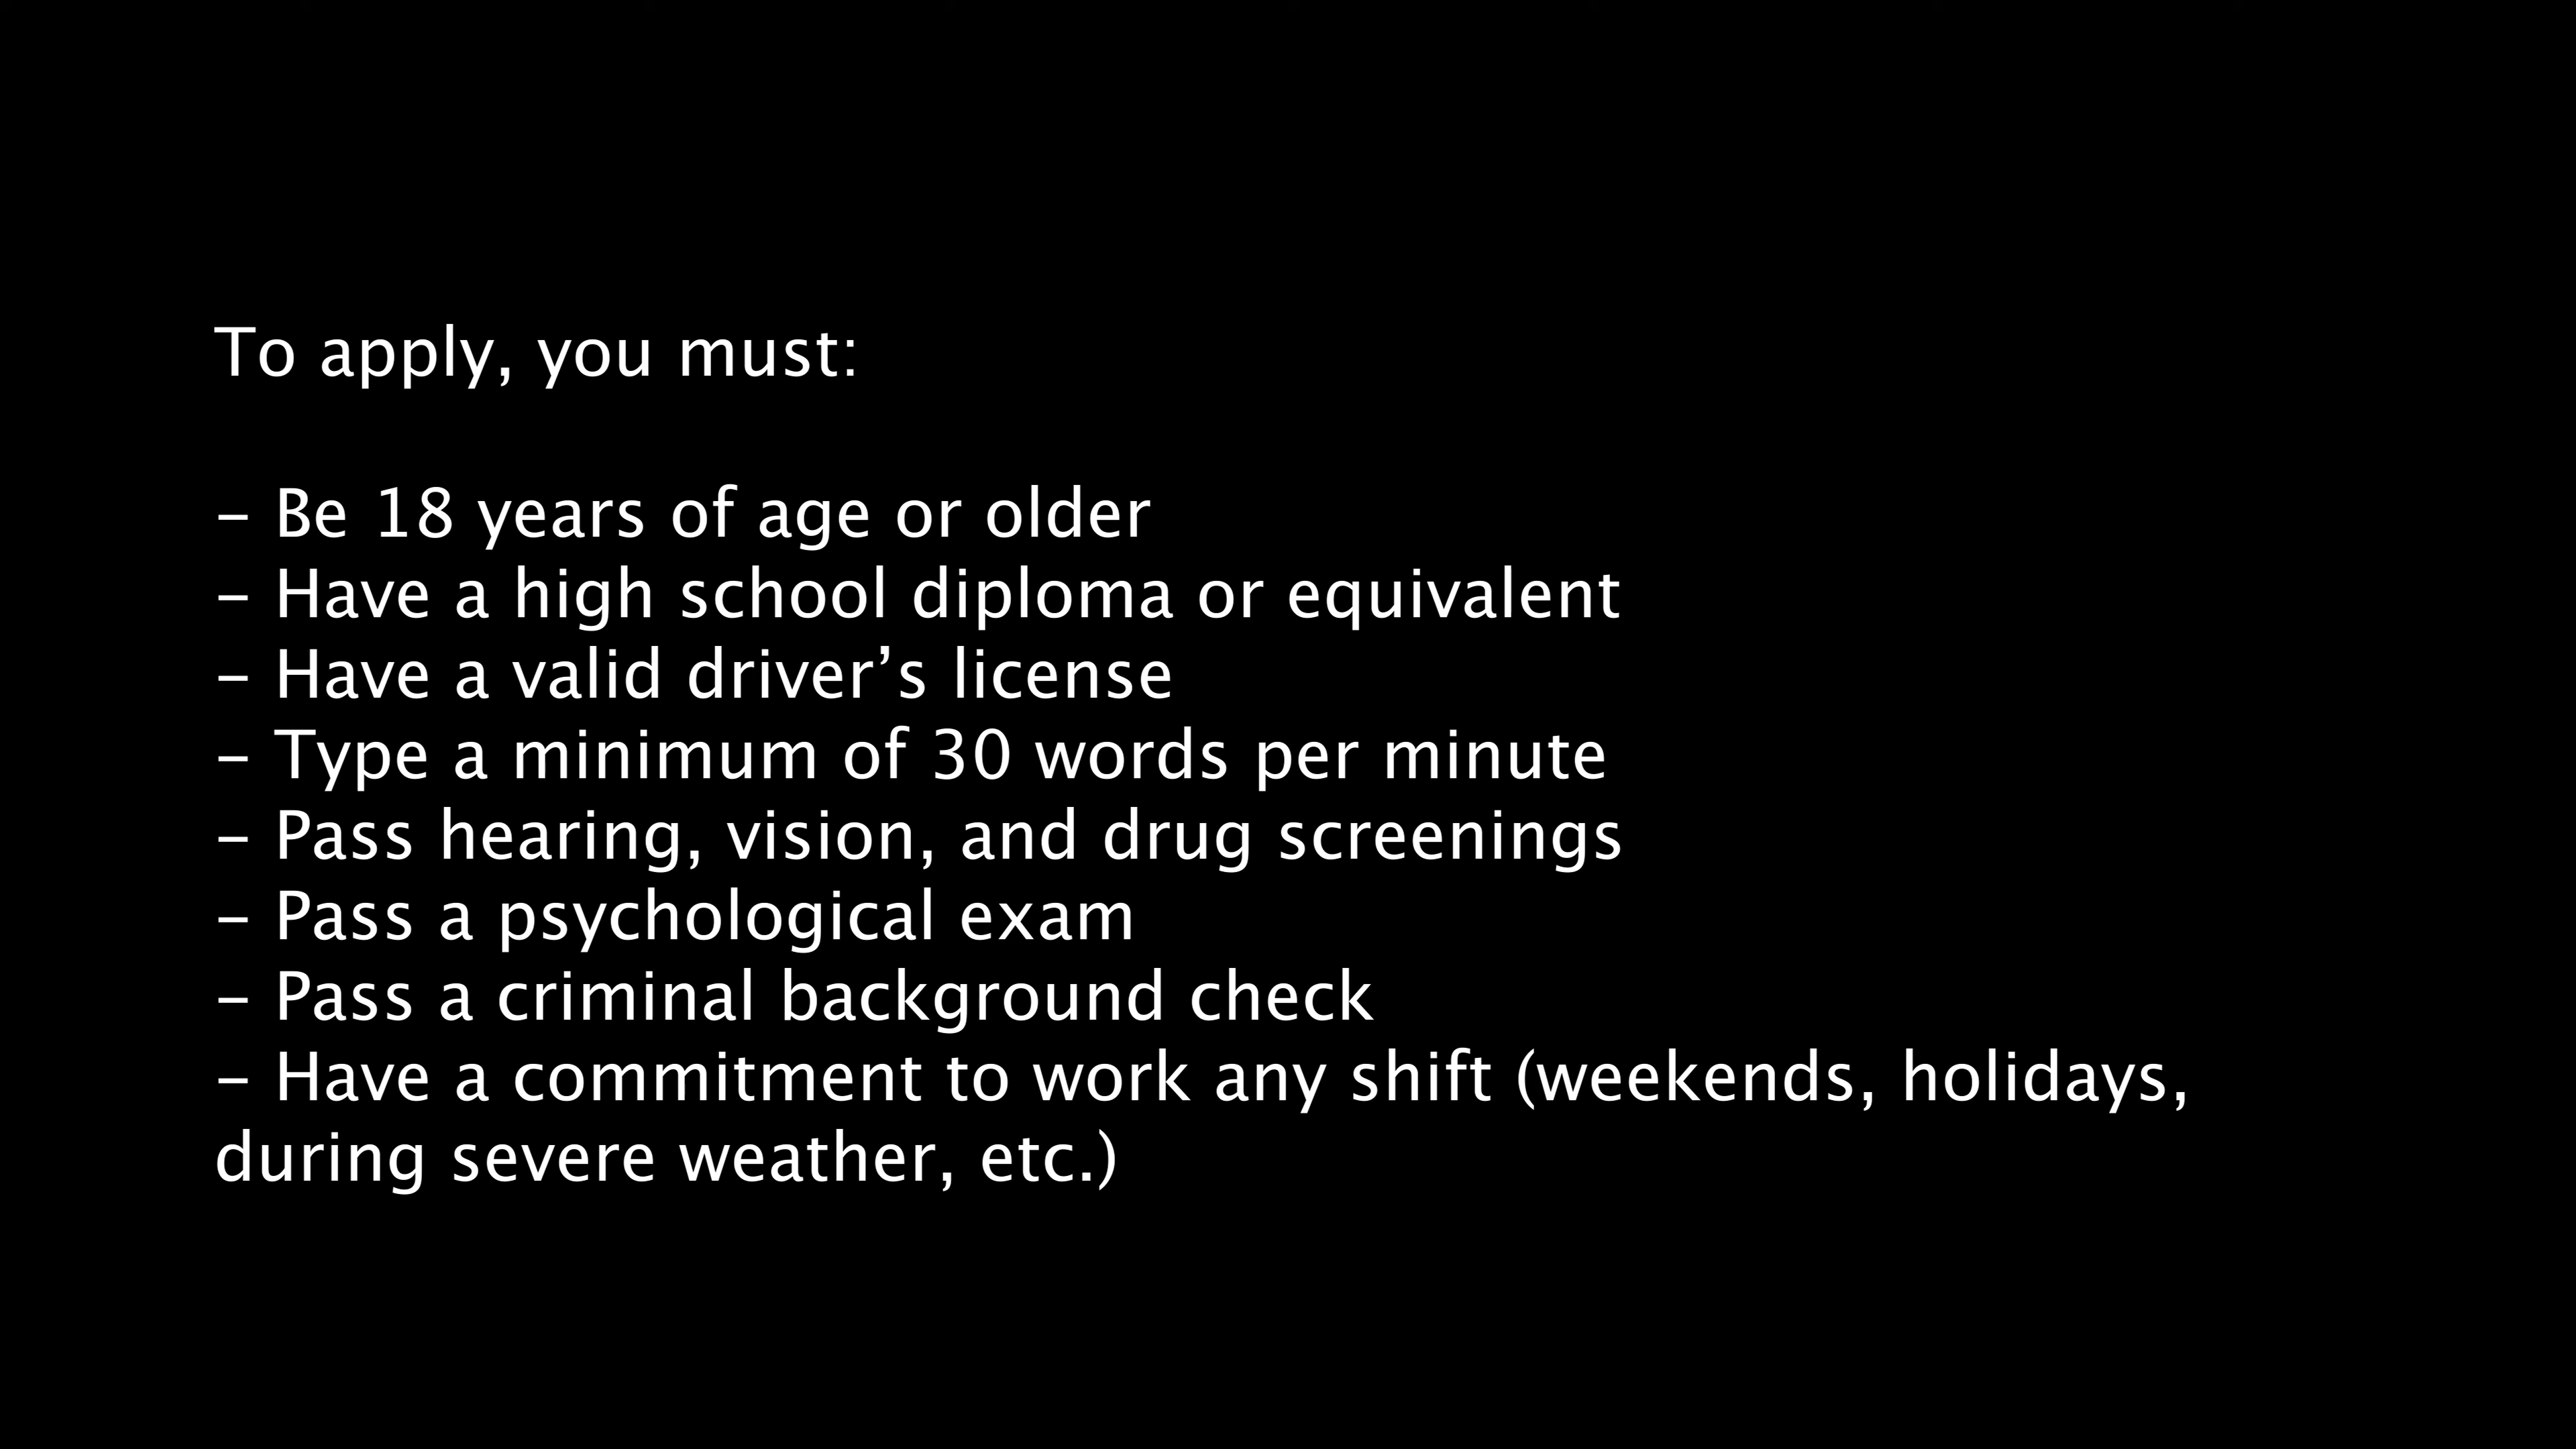 To apply, you must:
- Be 18 years of age or older
- Have a high school diploma or equivalent
- Have a valid driver’s license
- Type a minimum of 30 words per minute
- Pass hearing, vision, and drug screenings
- Pass a psychological exam
- Pass a criminal background check
- Have a commitment to work any shift (weekends, holidays,
during severe weather, etc.)